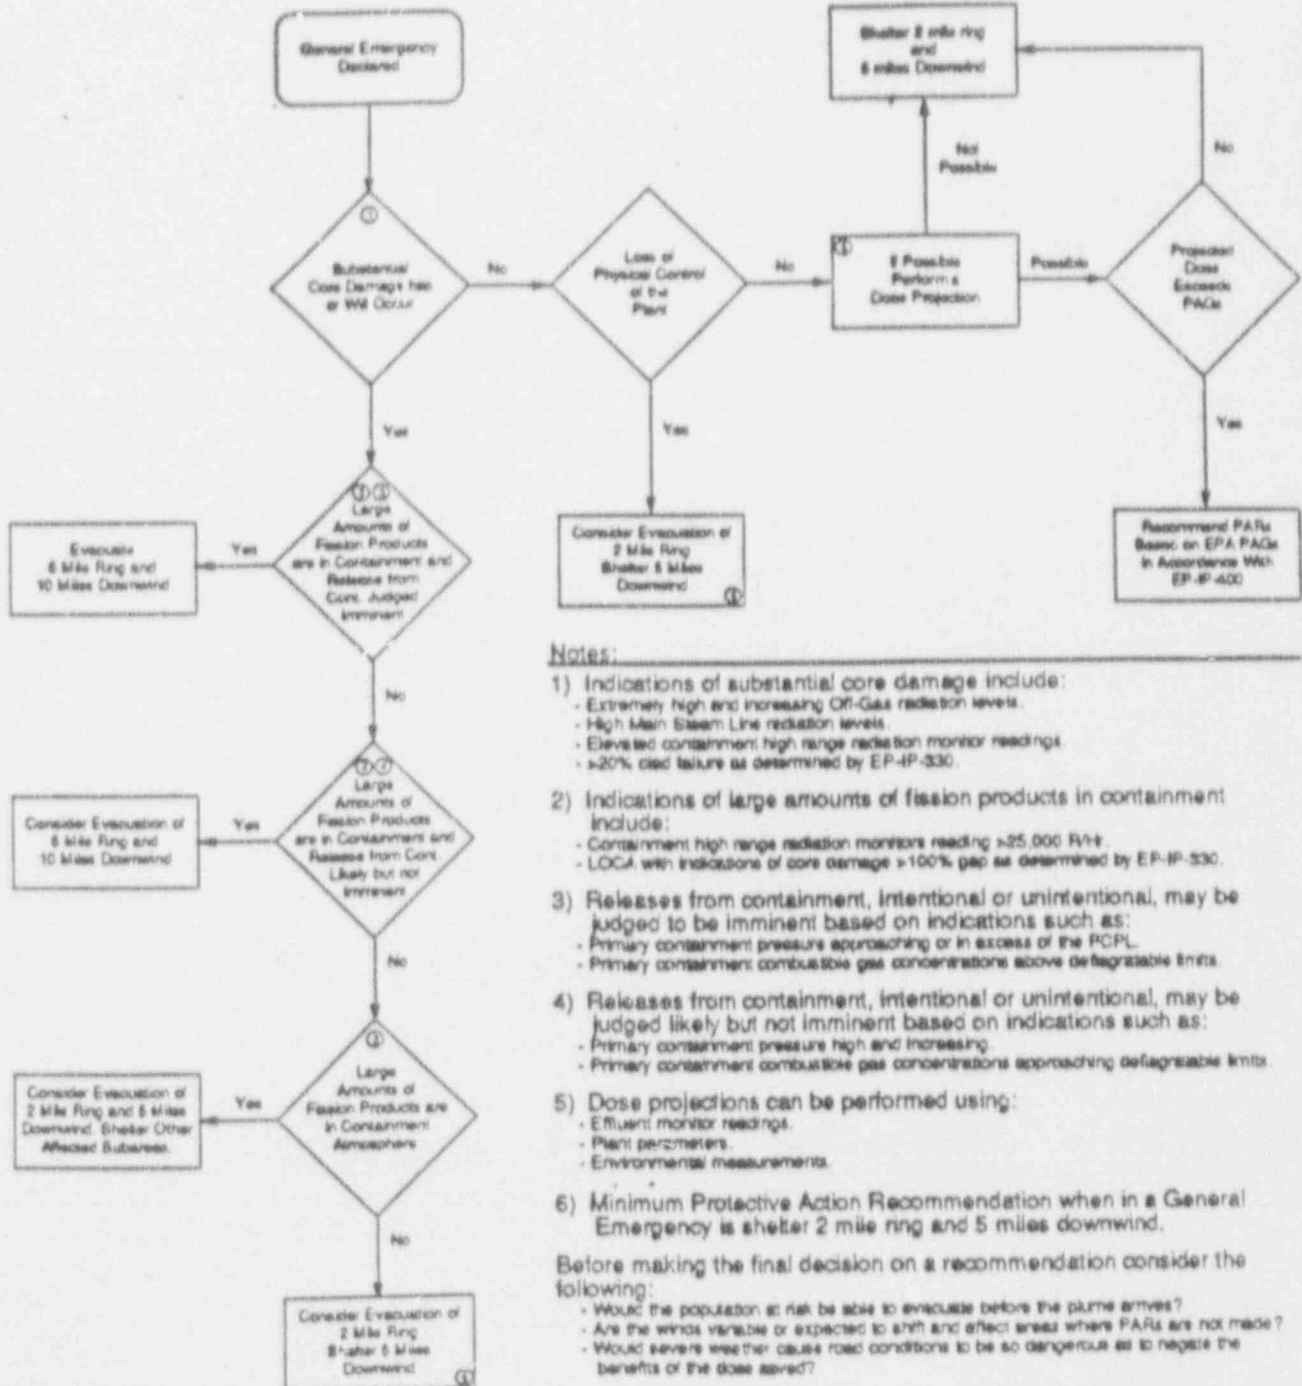 General Emergency
Declared
Shelter 2 mile ring
and
5 miles Downwind
Not
Possible
No
Substantial
Core Damage has
or Will Occur
No
Loss of
Physical Control
of the
Plant
No
If Possible
Perform a
Dose Projection
Possible
Projected
Dose
Exceeds
PAGs
Yes
Yes
Yes
Large
Amounts of
Fission Products
are in Containment and
Release from
Cont. Judged
Imminent
Yes
Evacuate
5 Mile Ring and
10 Miles Downwind
Consider Evacuation of
2 Mile Ring
Shelter 5 Miles
Downwind
Recommend PARs
Based on EPA PAGs
In Accordance With
EP-IP-400
No
Large
Amounts of
Fission Products
are in Containment and
Release from Cont.
Likely but not
Imminent
Yes
Consider Evacuation of
5 Mile Ring and
10 Miles Downwind
No
Large
Amounts of
Fission Products are
in Containment
Atmosphere
Yes
Consider Evacuation of
2 Mile Ring and 5 Miles
Downwind. Shelter Other
Affected Subareas.
No
Consider Evacuation of
2 Mile Ring
Shelter 5 Miles
Downwind
Notes:
1) Indications of substantial core damage include:
- Extremely high and increasing Off-Gas radiation levels.
- High Main Steam Line radiation levels.
- Elevated containment high range radiation monitor readings.
- >20% clad failure as determined by EP-IP-330.
2) Indications of large amounts of fission products in containment
include:
- Containment high range radiation monitors reading >25,000 R/Hr.
- LOCA with indications of core damage >100% gap as determined by EP-IP-330.
3) Releases from containment, intentional or unintentional, may be
judged to be imminent based on indications such as:
- Primary containment pressure approaching or in excess of the PCPL.
- Primary containment combustible gas concentrations above deflagratable limits.
4) Releases from containment, intentional or unintentional, may be
judged likely but not imminent based on indications such as:
- Primary containment pressure high and increasing.
- Primary containment combustible gas concentrations approaching deflagratable limits.
5) Dose projections can be performed using:
- Effluent monitor readings.
- Plant parameters.
- Environmental measurements.
6) Minimum Protective Action Recommendation when in a General
Emergency is shelter 2 mile ring and 5 miles downwind.
Before making the final decision on a recommendation consider the
following:
- Would the population at risk be able to evacuate before the plume arrives?
- Are the winds variable or expected to shift and affect areas where PARs are not made?
- Would severe weather cause road conditions to be so dangerous as to negate the
benefits of the dose saved?